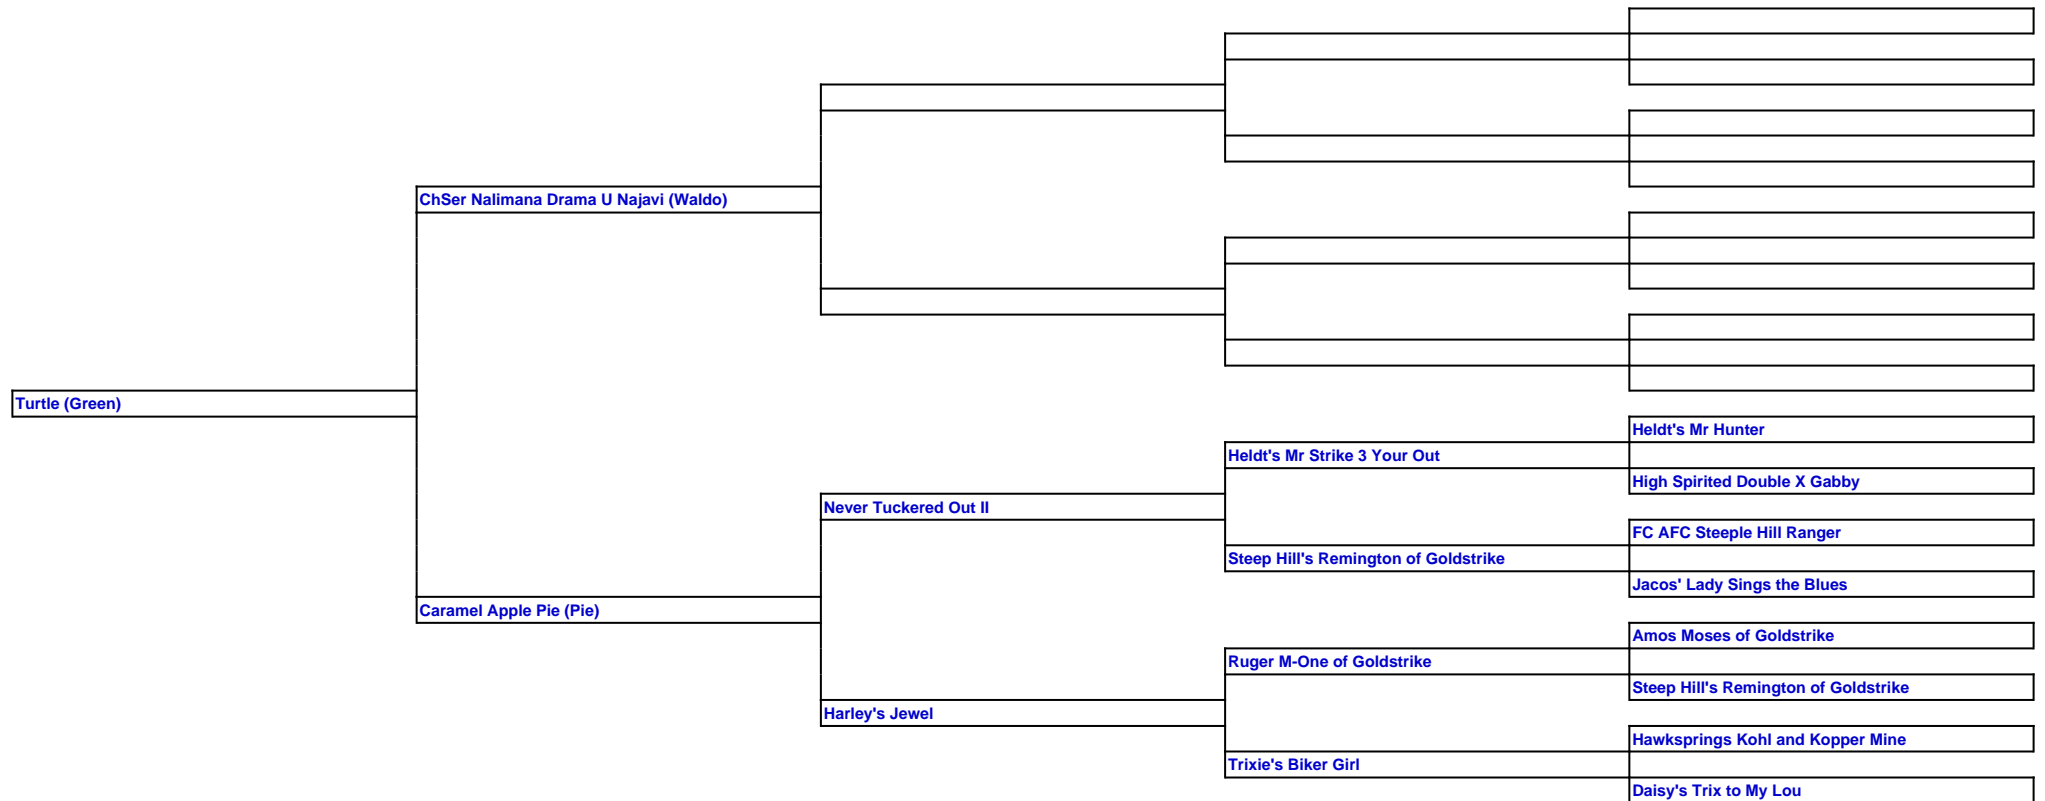 ChSer Nalimana Drama U Najavi (Waldo)
Turtle (Green)
Heldt's Mr Hunter
Heldt's Mr Strike 3 Your Out
High Spirited Double X Gabby
Never Tuckered Out II
FC AFC Steeple Hill Ranger
Steep Hill's Remington of Goldstrike
Jacos' Lady Sings the Blues
Caramel Apple Pie (Pie)
Amos Moses of Goldstrike
Ruger M-One of Goldstrike
Steep Hill's Remington of Goldstrike
Harley's Jewel
Hawksprings Kohl and Kopper Mine
Trixie's Biker Girl
Daisy's Trix to My Lou